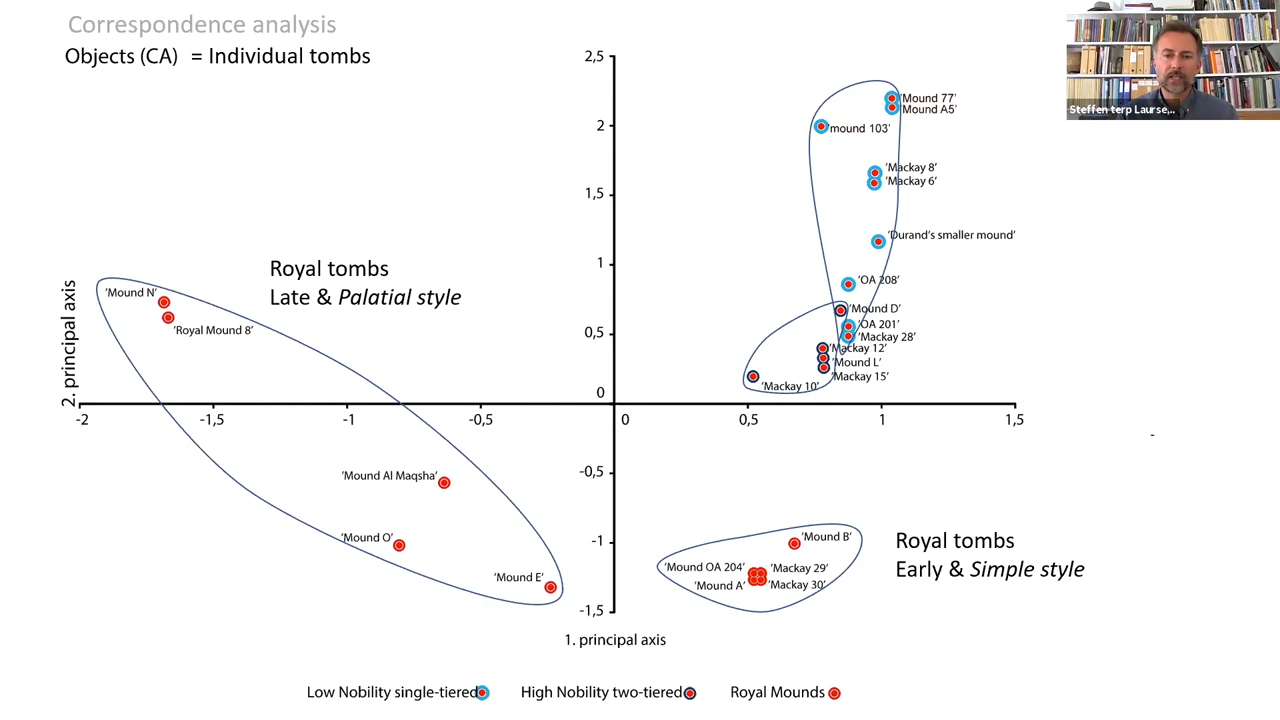 Correspondence analysis
Objects (CA) = Individual tombs
Steffen terp Laurse...
2,5
2
1,5
1
0,5
0
-0,5
-1
-1,5
2. principal axis
-2
-1,5
-1
-0,5
0
0,5
1
1,5
1. principal axis
'Mound 77'
'Mound A5'
'mound 103'
'Mackay 8'
'Mackay 6'
'Durand's smaller mound'
'OA 208'
'Mound D'
'OA 201'
'Mackay 28'
'Mackay 12'
'Mound L'
'Mackay 15'
'Mackay 10'
Royal tombs
Late & Palatial style
'Mound N'
'Royal Mound 8'
'Mound Al Maqsha'
'Mound O'
'Mound E'
'Mound B'
'Mound OA 204'
'Mackay 29'
'Mound A'
'Mackay 30'
Royal tombs
Early & Simple style
Low Nobility single-tiered
High Nobility two-tiered
Royal Mounds